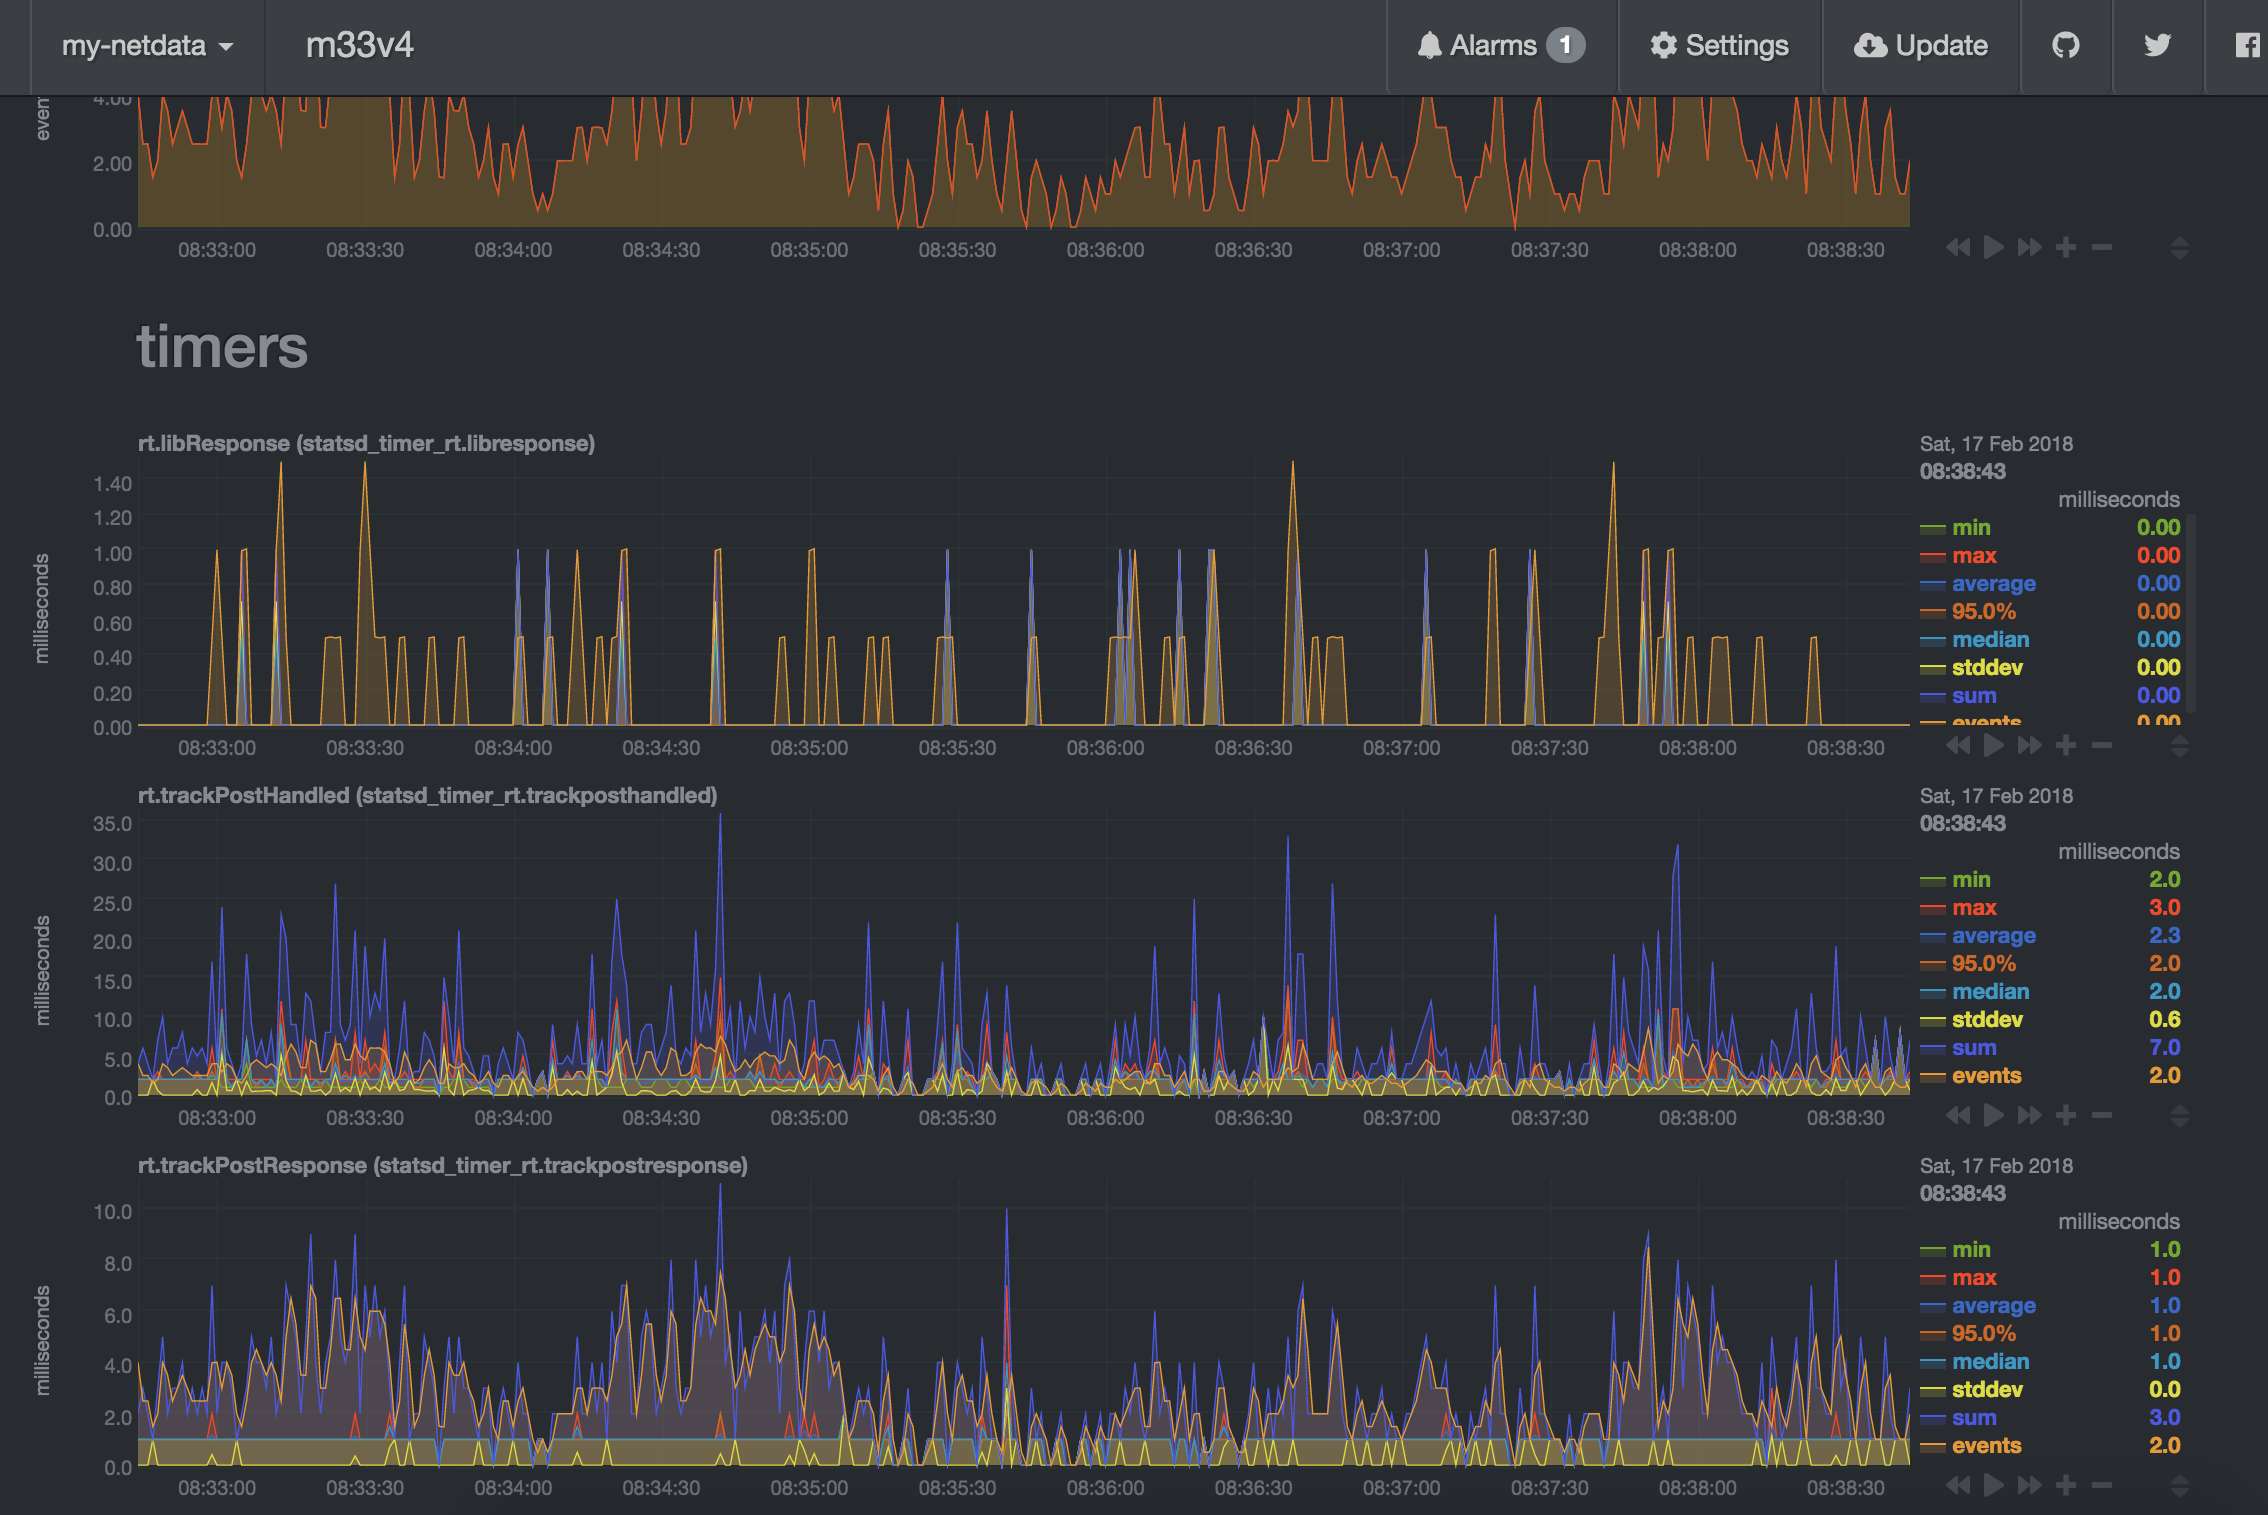 my-netdata m33v4 Alarms 1 Settings Update
even
4.00
2.00
0.00
08:33:00 08:33:30 08:34:00 08:34:30 08:35:00 08:35:30 08:36:00 08:36:30 08:37:00 08:37:30 08:38:00 08:38:30
timers
rt.libResponse (statsd_timer_rt.libresponse)
milliseconds
1.40
1.20
1.00
0.80
0.60
0.40
0.20
0.00
08:33:00 08:33:30 08:34:00 08:34:30 08:35:00 08:35:30 08:36:00 08:36:30 08:37:00 08:37:30 08:38:00 08:38:30
Sat, 17 Feb 2018
08:38:43
milliseconds
min 0.00
max 0.00
average 0.00
95.0% 0.00
median 0.00
stddev 0.00
sum 0.00
events 0.00
rt.trackPostHandled (statsd_timer_rt.trackposthandled)
milliseconds
35.0
30.0
25.0
20.0
15.0
10.0
5.0
0.0
08:33:00 08:33:30 08:34:00 08:34:30 08:35:00 08:35:30 08:36:00 08:36:30 08:37:00 08:37:30 08:38:00 08:38:30
Sat, 17 Feb 2018
08:38:43
milliseconds
min 2.0
max 3.0
average 2.3
95.0% 2.0
median 2.0
stddev 0.6
sum 7.0
events 2.0
rt.trackPostResponse (statsd_timer_rt.trackpostresponse)
milliseconds
10.0
8.0
6.0
4.0
2.0
0.0
08:33:00 08:33:30 08:34:00 08:34:30 08:35:00 08:35:30 08:36:00 08:36:30 08:37:00 08:37:30 08:38:00 08:38:30
Sat, 17 Feb 2018
08:38:43
milliseconds
min 1.0
max 1.0
average 1.0
95.0% 1.0
median 1.0
stddev 0.0
sum 3.0
events 2.0